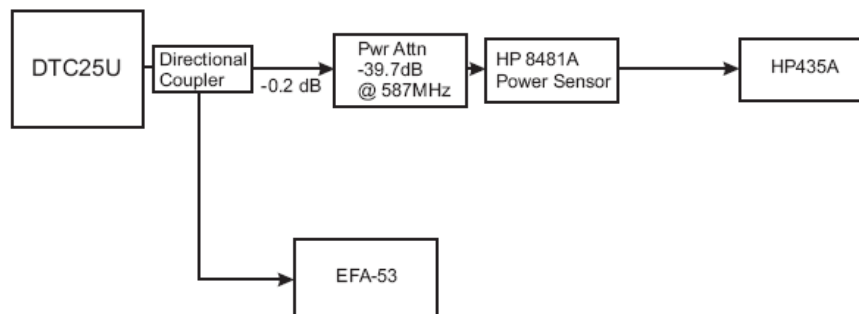 DTC25U
Directional
Coupler
-0.2 dB
Pwr Attn
-39.7dB
@ 587MHz
HP 8481A
Power Sensor
HP435A
EFA-53